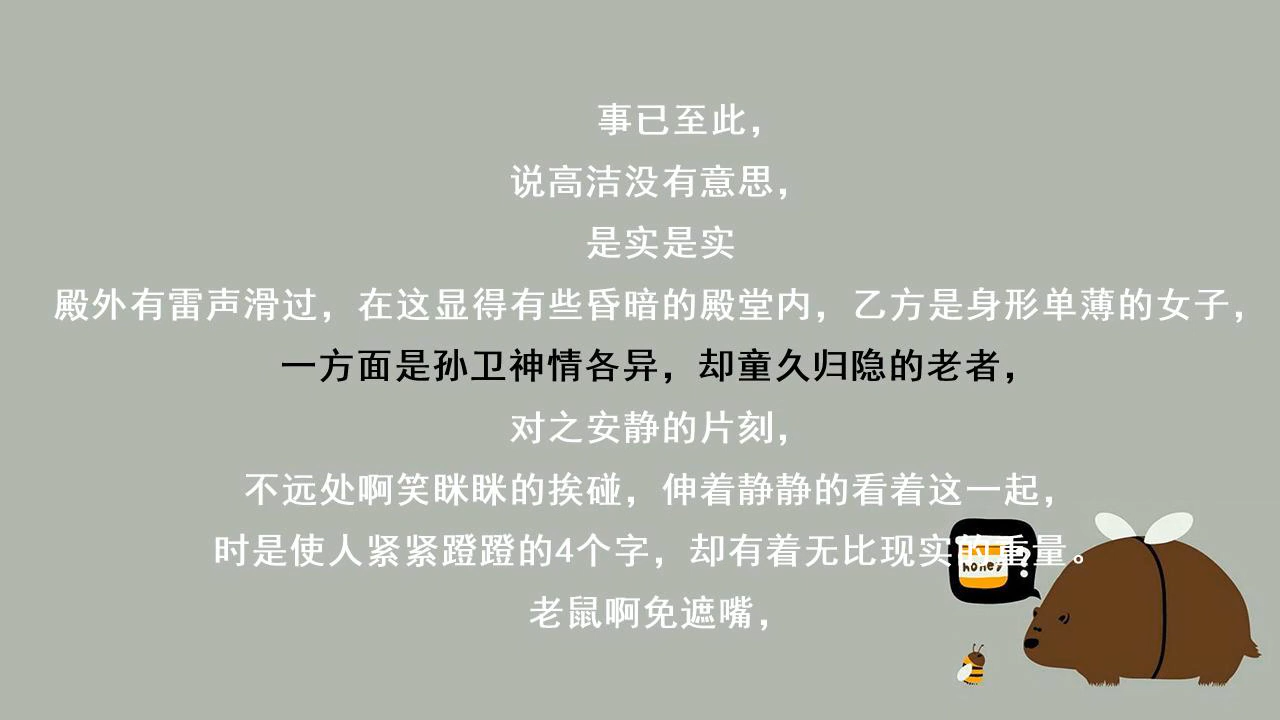 事已至此，
说高洁没有意思，
是实是实
殿外有雷声滑过，在这显得有些昏暗的殿堂内，乙方是身形单薄的女子，
一方面是孙卫神情各异，却童久归隐的老者，
对之安静的片刻，
不远处啊笑眯眯的挨碰，伸着静静的看着这一起，
时是使人紧紧蹬蹬的4个字，却有着无比现实的重量。
honey?
老鼠啊免遮嘴，